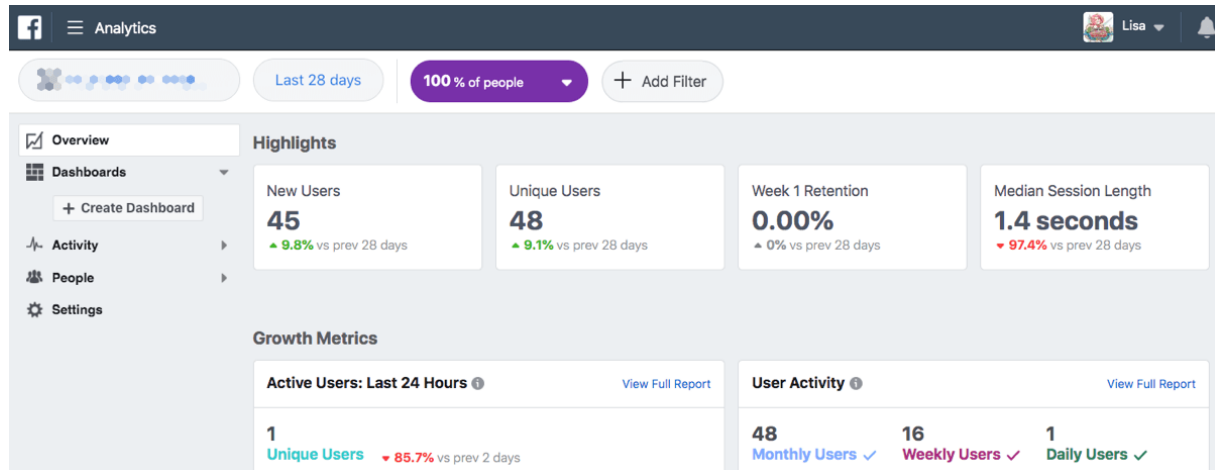 Analytics
Lisa
Last 28 days
100 % of people
+ Add Filter
Overview
Dashboards
+ Create Dashboard
Activity
People
Settings
Highlights
New Users
45
9.8% vs prev 28 days
Unique Users
48
9.1% vs prev 28 days
Week 1 Retention
0.00%
0% vs prev 28 days
Median Session Length
1.4 seconds
97.4% vs prev 28 days
Growth Metrics
Active Users: Last 24 Hours
View Full Report
1
Unique Users
85.7% vs prev 2 days
User Activity
View Full Report
48
Monthly Users
16
Weekly Users
1
Daily Users